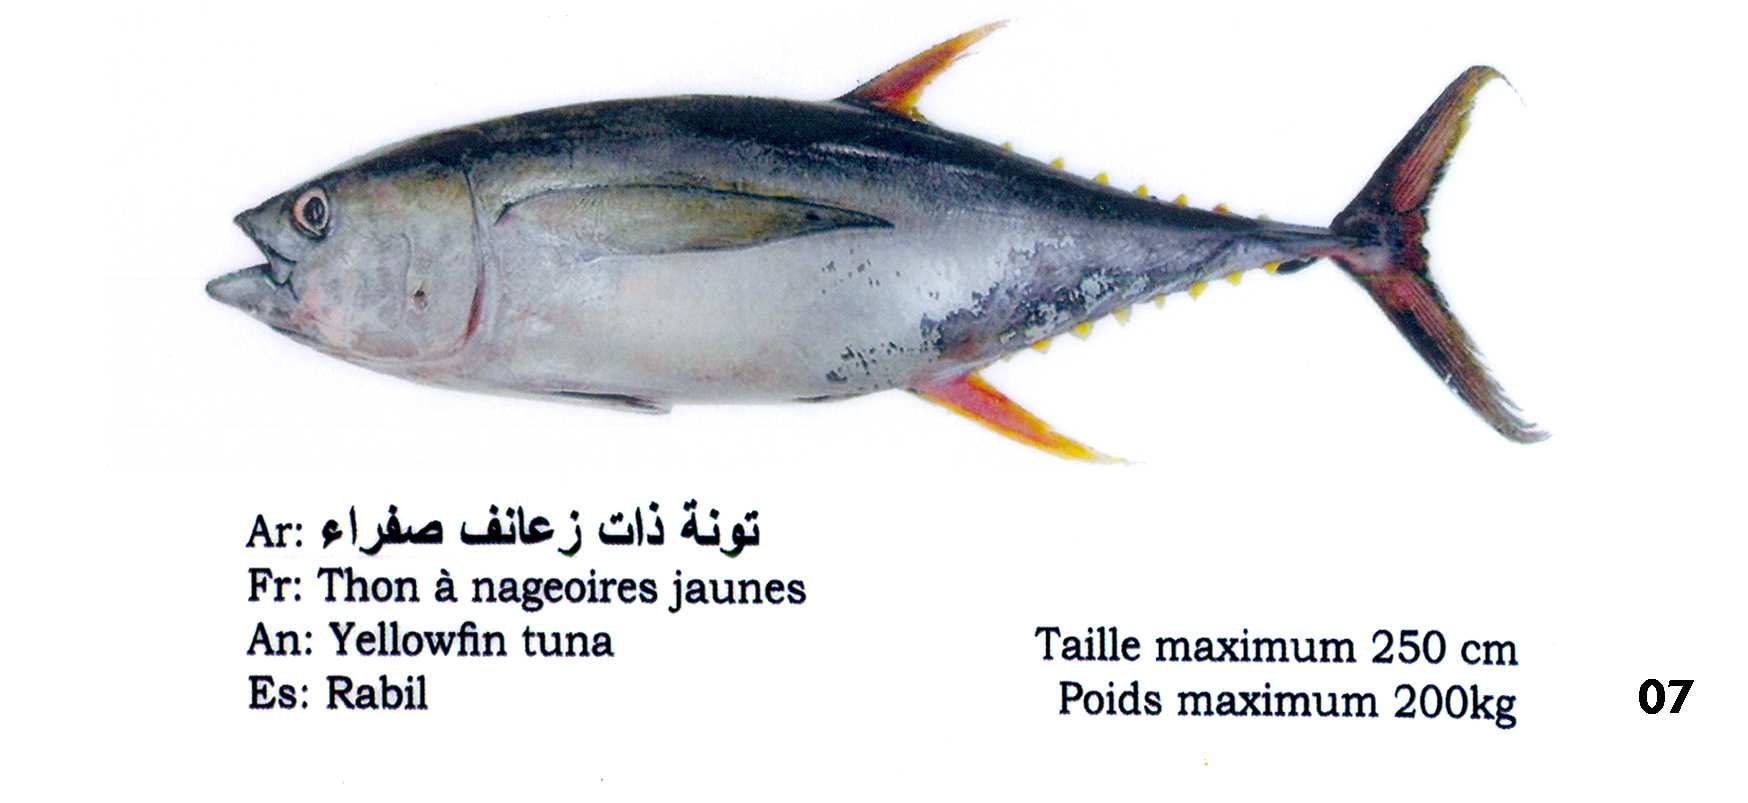 Ar: تونة ذات زعانف صفراء
Fr: Thon à nageoires jaunes
An: Yellowfin tuna
Es: Rabil
Taille maximum 250 cm
Poids maximum 200kg
07